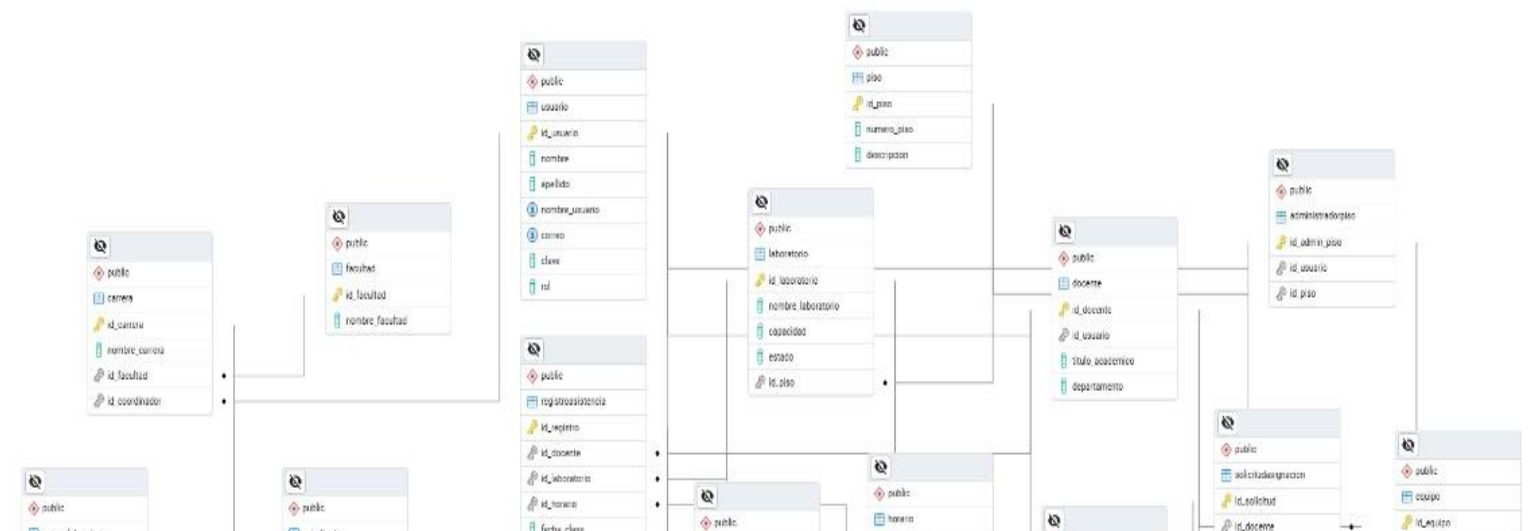 public
piso
id_piso
numero_piso
descripcion
public
usuario
id_usuario
nombre
apellido
nombre_usuario
correo
clave
rol
public
administradorpiso
id_admin_piso
id_usuario
id_piso
public
laboratorio
id_laboratorio
nombre_laboratorio
capacidad
estado
id_piso
public
facultad
id_facultad
nombre_facultad
public
docente
id_docente
id_usuario
titulo_academico
departamento
public
carrera
id_carrera
nombre_carrera
id_facultad
id_coordinador
public
registroasistencia
id_registro
id_docente
id_laboratorio
id_horario
fecha_clase
public
solicitudasignacion
id_solicitud
id_docente
public
equipo
id_equipo
public
horario
public
public
public